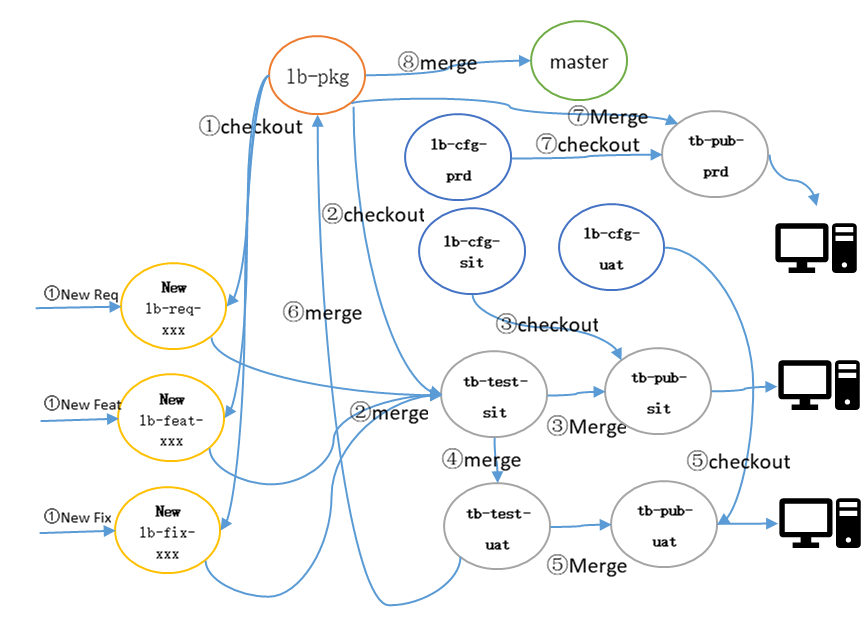 ⑧merge
master
lb-pkg
①checkout
⑦Merge
⑦checkout
lb-cfg-
prd
tb-pub-
prd
②checkout
lb-cfg-
sit
lb-cfg-
uat
①New Req
New
lb-req-
xxx
⑥merge
③checkout
tb-test-
sit
tb-pub-
sit
①New Feat
New
lb-feat-
xxx
②merge
③Merge
④merge
⑤checkout
①New Fix
New
lb-fix-
xxx
tb-test-
uat
tb-pub-
uat
⑤Merge